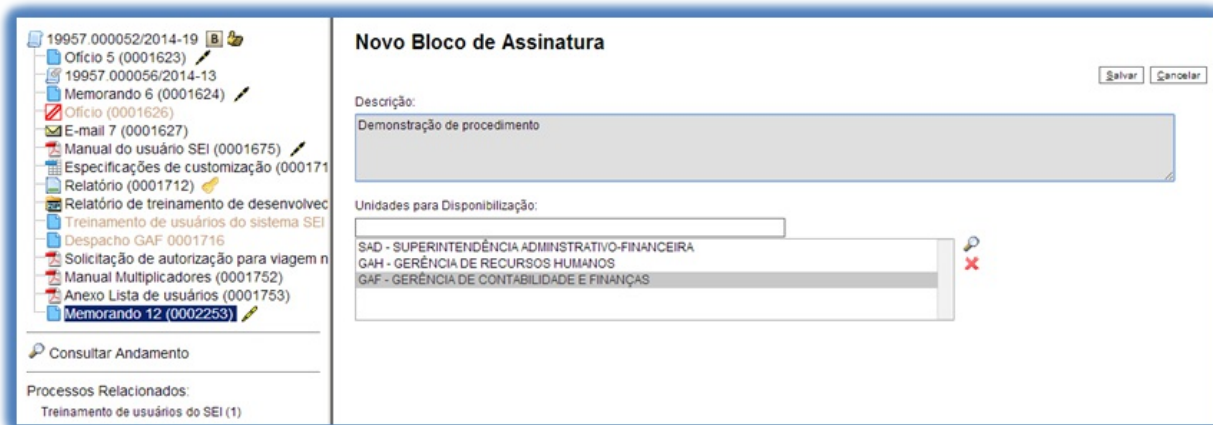 19957.000052/2014-19 B
Ofício 5 (0001623)
19957.000056/2014-13
Memorando 6 (0001624)
Ofício (0001626)
E-mail 7 (0001627)
Manual do usuário SEI (0001675)
Especificações de customização (000171
Relatório (0001712)
Relatório de treinamento de desenvolvec
Treinamento de usuários do sistema SEI
Despacho GAF 0001716
Solicitação de autorização para viagem n
Manual Multiplicadores (0001752)
Anexo Lista de usuários (0001753)
Memorando 12 (0002253)
Consultar Andamento
Processos Relacionados:
Treinamento de usuários do SEI (1)
Novo Bloco de Assinatura
Salvar Cancelar
Descrição:
Demonstração de procedimento
Unidades para Disponibilização:
SAD - SUPERINTENDÊNCIA ADMINSTRATIVO-FINANCEIRA
GAH - GERÊNCIA DE RECURSOS HUMANOS
GAF - GERÊNCIA DE CONTABILIDADE E FINANÇAS